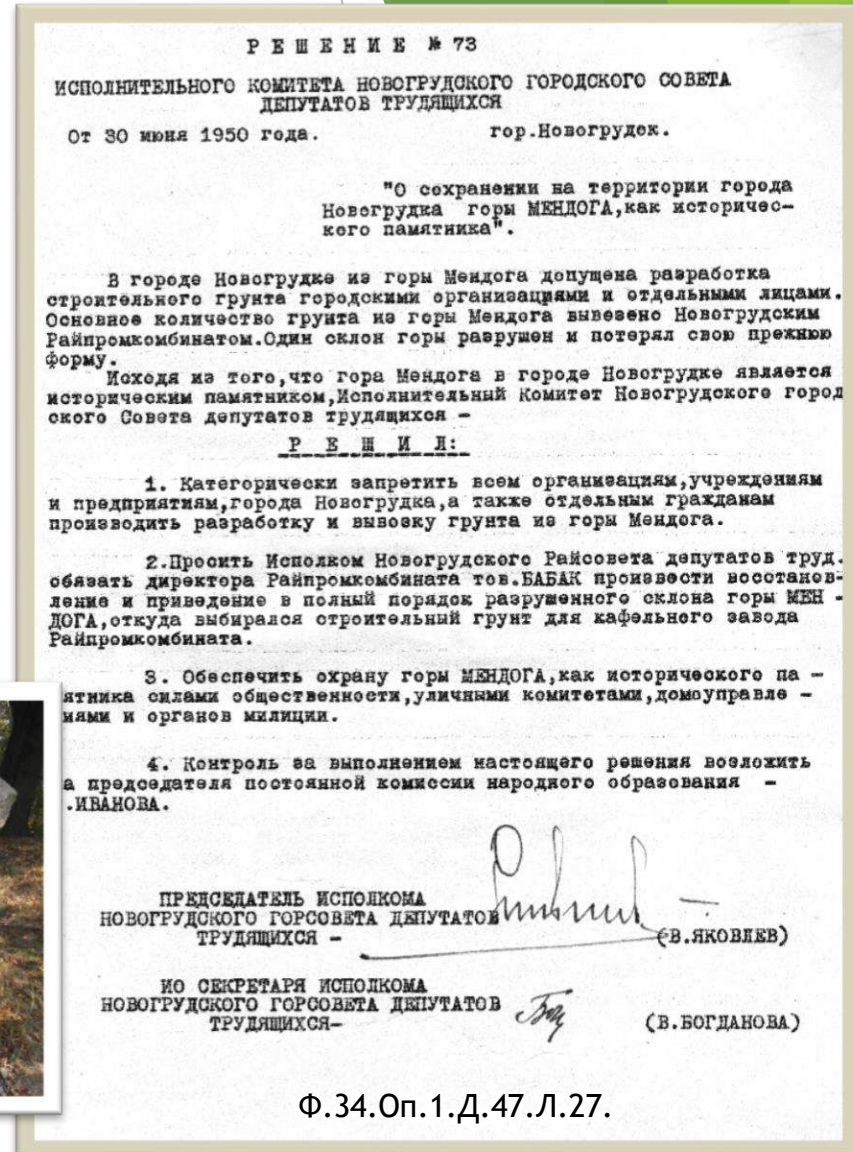 РЕШЕНИЕ № 73
ИСПОЛНИТЕЛЬНОГО КОМИТЕТА НОВОГРУДСКОГО ГОРОДСКОГО СОВЕТА
ДЕПУТАТОВ ТРУДЯЩИХСЯ
От 30 июня 1950 года. гор.Новогрудок.
"О сохранении на территории города
Новогрудка горы МЕНДОГА,как историчес-
кого памятника".
В городе Новогрудке из горы Мендога допущена разработка
строительного грунта городскими организациями и отдельными лицами.
Основное количество грунта из горы Мендога вывезено Новогрудским
Райпромкомбинатом.Один склон горы разрушен и потерял свою прежнюю
форму.
Исходя из того,что гора Мендога в городе Новогрудке является
историческим памятником,Исполнительный Комитет Новогрудского город
ского Совета депутатов трудящихся -
Р Е Ш И Л:
1. Категорически запретить всем организациям,учреждениям
и предприятиям,города Новогрудка,а также отдельным гражданам
производить разработку и вывозку грунта из горы Мендога.
2.Просить Исполком Новогрудского Райсовета депутатов труд.
обязать директора Райпромкомбината тов.БАБАК произвести восстанов-
ление и приведение в полный порядок разрушенного склона горы МЕН -
ДОГА,откуда выбирался строительный грунт для кафельного завода
Райпромкомбината.
3. Обеспечить охрану горы МЕНДОГА,как исторического па -
ятника силами общественности,уличными комитетами,домоуправле -
ниями и органов милиции.
4. Контроль за выполнением настоящего решения возложить
а председателя постоянной комиссии народного образования -
.ИВАНОВА.
ПРЕДСЕДАТЕЛЬ ИСПОЛКОМА
НОВОГРУДСКОГО ГОРСОВЕТА ДЕПУТАТОВ
ТРУДЯЩИХСЯ - (В.ЯКОВЛЕВ)
ИО СЕКРЕТАРЯ ИСПОЛКОМА
НОВОГРУДСКОГО ГОРСОВЕТА ДЕПУТАТОВ
ТРУДЯЩИХСЯ- (В.БОГДАНОВА)
Ф.34.Оп.1.Д.47.Л.27.